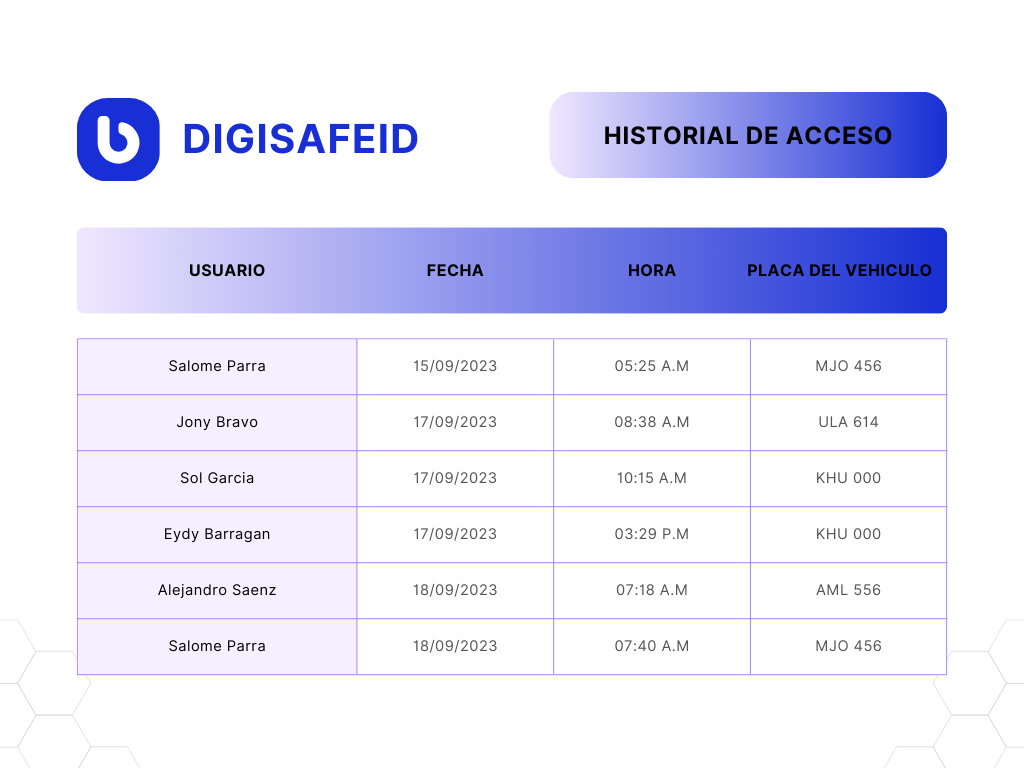 DIGISAFEID
HISTORIAL DE ACCESO
USUARIO FECHA HORA PLACA DEL VEHICULO
Salome Parra 15/09/2023 05:25 A.M MJO 456
Jony Bravo 17/09/2023 08:38 A.M ULA 614
Sol Garcia 17/09/2023 10:15 A.M KHU 000
Eydy Barragan 17/09/2023 03:29 P.M KHU 000
Alejandro Saenz 18/09/2023 07:18 A.M AML 556
Salome Parra 18/09/2023 07:40 A.M MJO 456